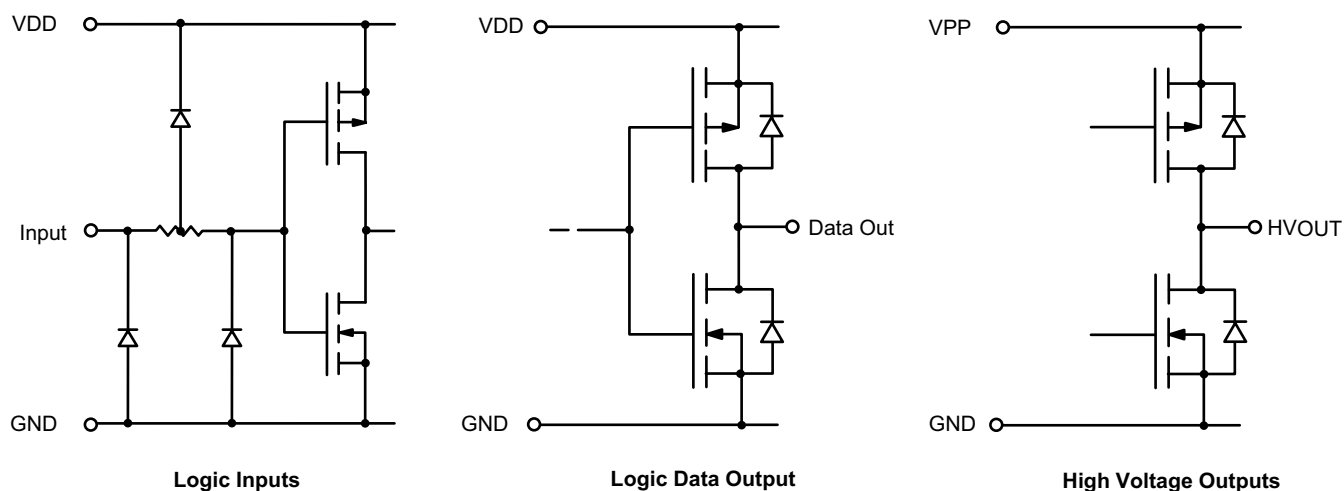 VDD
Input
GND
Logic Inputs
VDD
Data Out
GND
Logic Data Output
VPP
HVOUT
GND
High Voltage Outputs